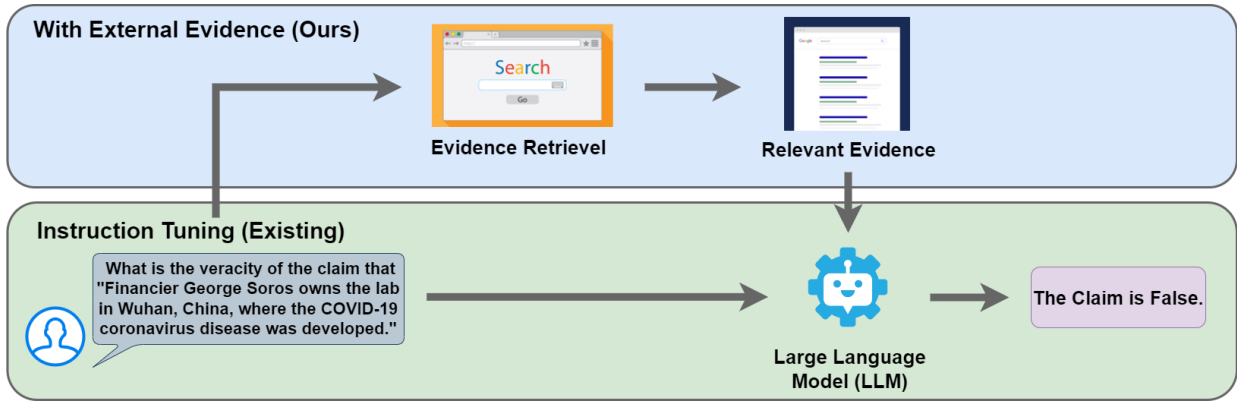 With External Evidence (Ours)
Search
Go
Evidence Retrievel
Relevant Evidence
Google
Instruction Tuning (Existing)
What is the veracity of the claim that
"Financier George Soros owns the lab
in Wuhan, China, where the COVID-19
coronavirus disease was developed."
The Claim is False.
Large Language
Model (LLM)